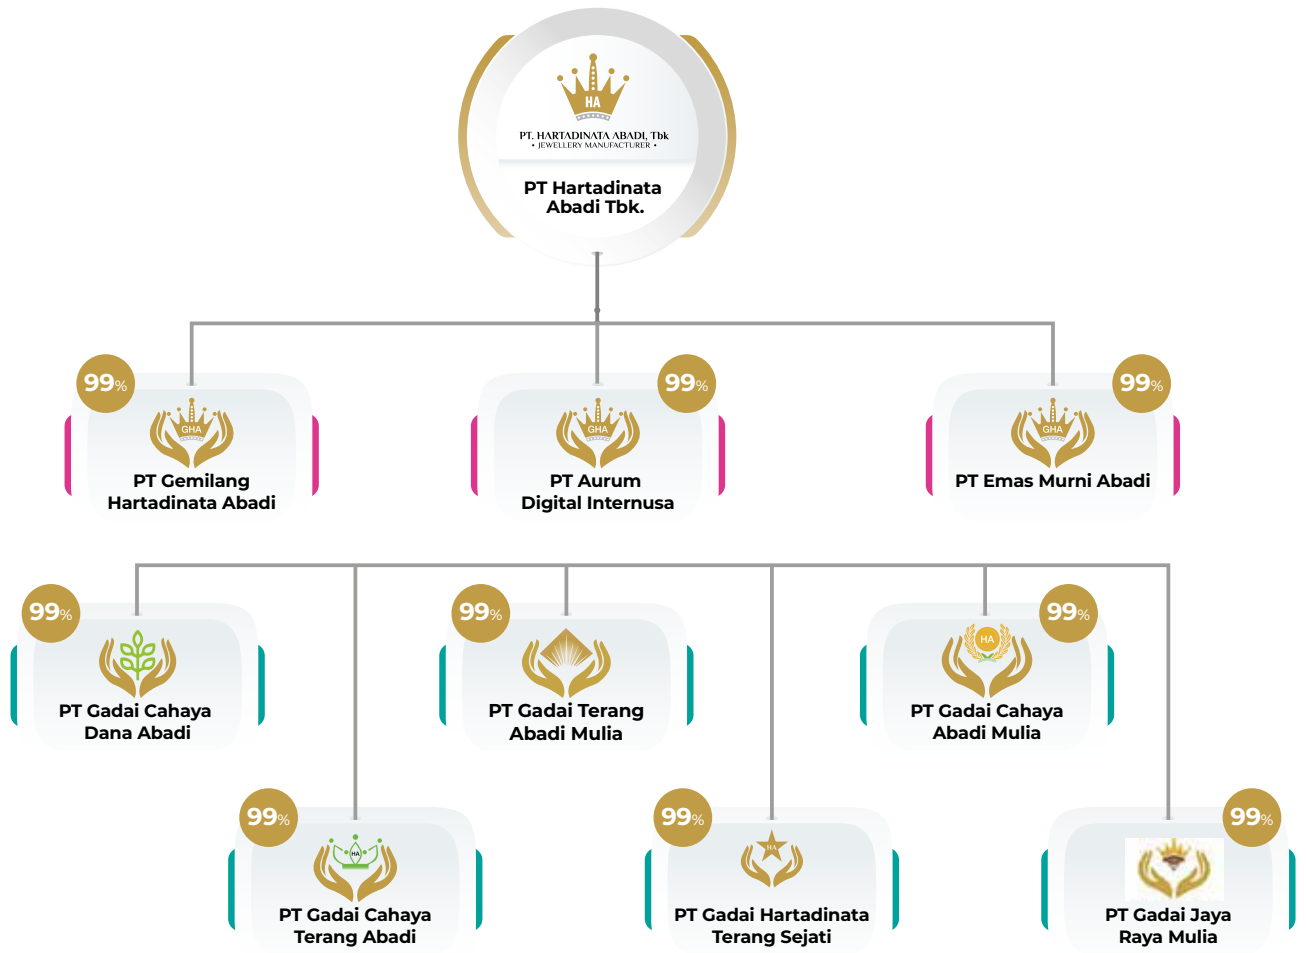 HA
PT. HARTADINATA ABADI, Tbk
• JEWELLERY MANUFACTURER •
PT Hartadinata
Abadi Tbk.
99%
GHA
PT Gemilang
Hartadinata Abadi
99%
GHA
PT Aurum
Digital Internusa
99%
GHA
PT Emas Murni Abadi
99%
PT Gadai Cahaya
Dana Abadi
99%
PT Gadai Terang
Abadi Mulia
99%
HA
PT Gadai Cahaya
Abadi Mulia
99%
HA
PT Gadai Cahaya
Terang Abadi
99%
HA
PT Gadai Hartadinata
Terang Sejati
99%
PT Gadai Jaya
Raya Mulia